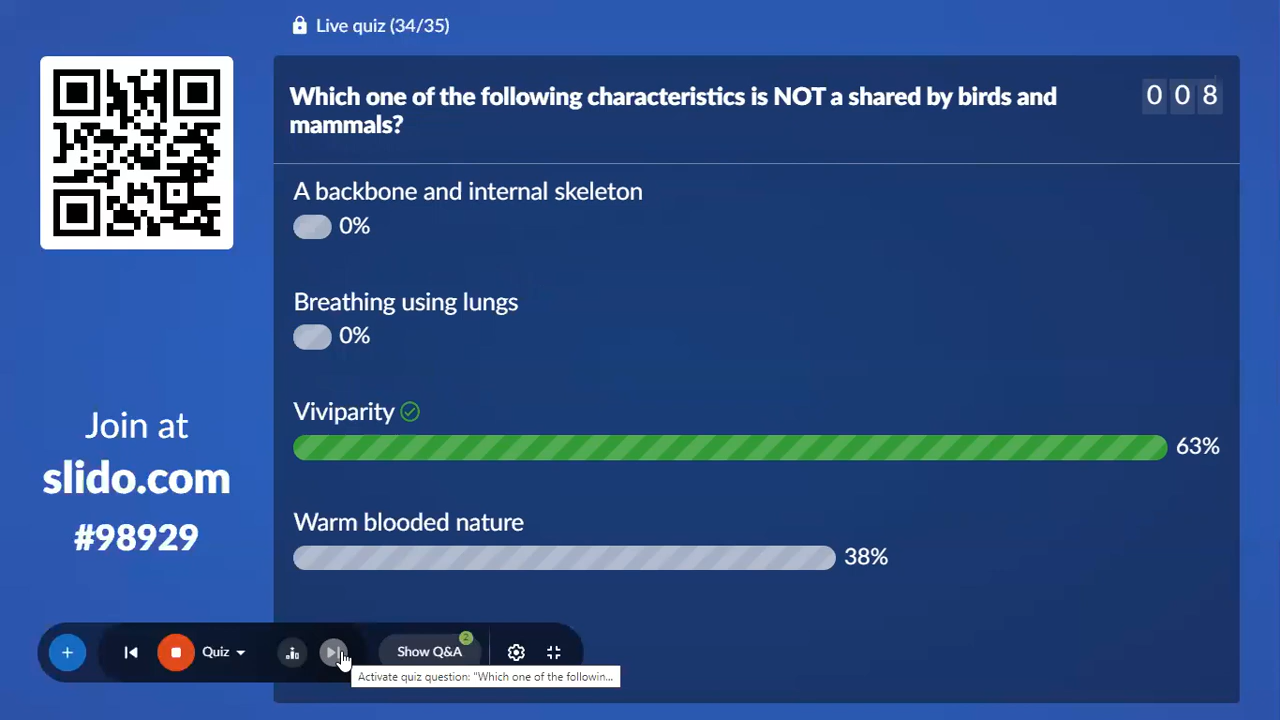 Live quiz (34/35)
Which one of the following characteristics is NOT a shared by birds and
mammals?
0 0 8
A backbone and internal skeleton
0%
Breathing using lungs
0%
Viviparity
63%
Warm blooded nature
38%
Join at
slido.com
#98929
Quiz
Show Q&A
2
Activate quiz question: "Which one of the followin...